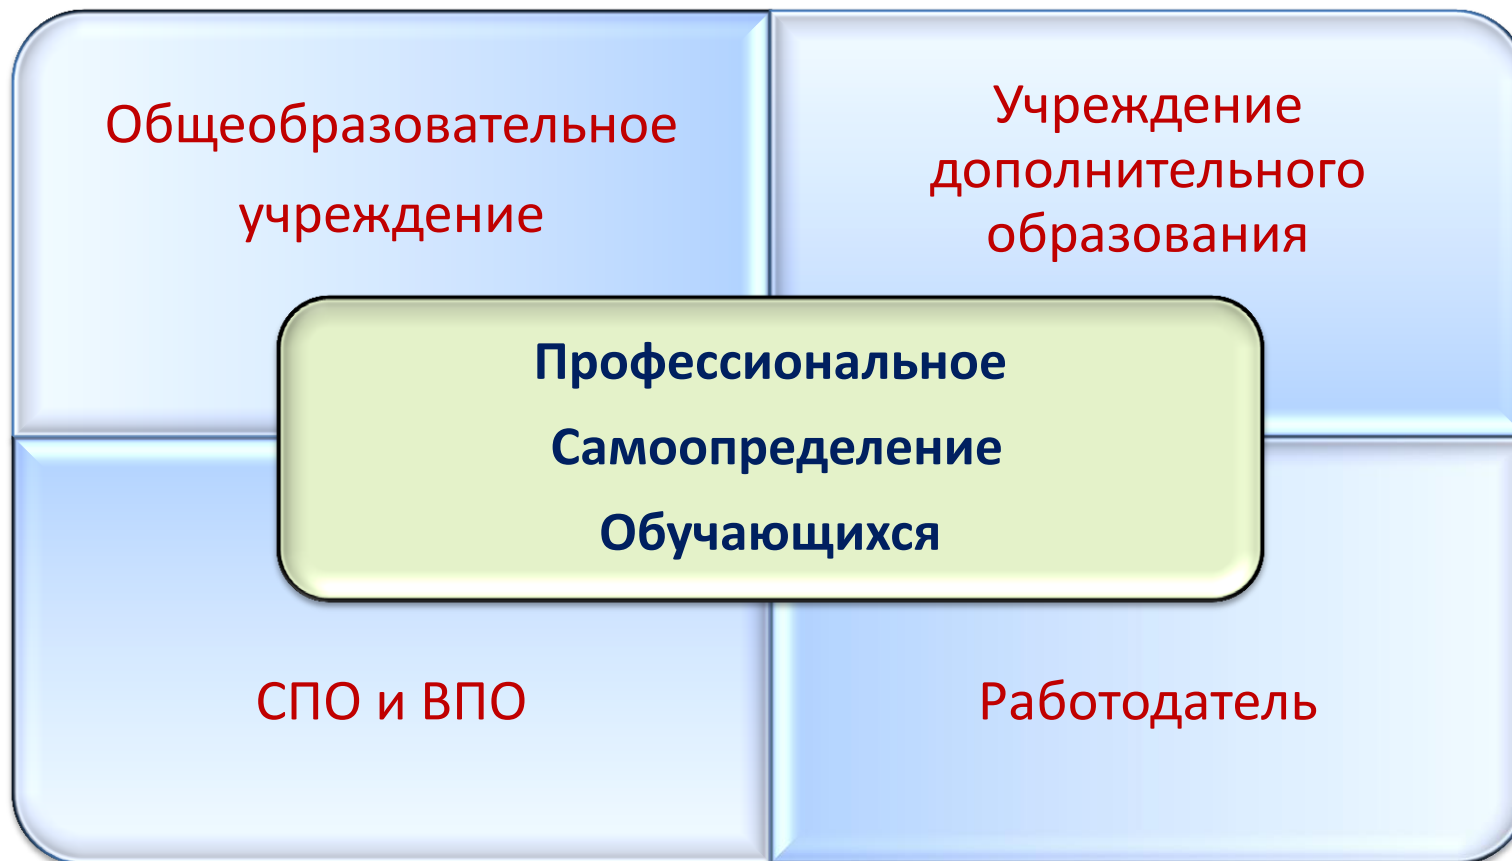 Общеобразовательное
учреждение
Учреждение
дополнительного
образования
Профессиональное
Самоопределение
Обучающихся
СПО и ВПО
Работодатель